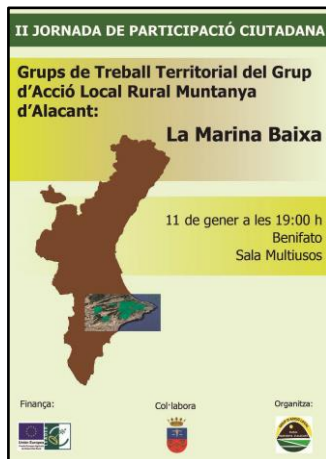 II JORNADA DE PARTICIPACIÓ CIUTADANA
Grups de Treball Territorial del Grup
d'Acció Local Rural Muntanya
d'Alacant:
La Marina Baixa
11 de gener a les 19:00 h
Benifato
Sala Multiusos
Finança:
Col·labora
Organitza: